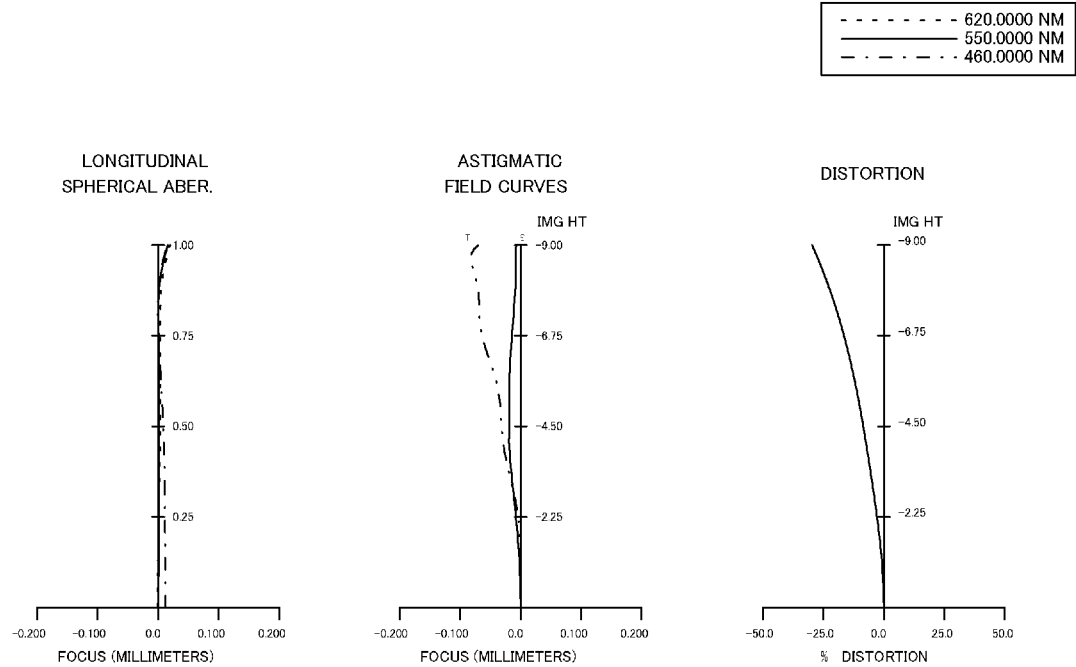 620.0000 NM
550.0000 NM
460.0000 NM
LONGITUDINAL
SPHERICAL ABER.
1.00
0.75
0.50
0.25
-0.200 -0.100 0.0 0.100 0.200
FOCUS (MILLIMETERS)
ASTIGMATIC
FIELD CURVES
IMG HT
T S
-9.00
-6.75
-4.50
-2.25
-0.200 -0.100 0.0 0.100 0.200
FOCUS (MILLIMETERS)
DISTORTION
IMG HT
-9.00
-6.75
-4.50
-2.25
-50.0 -25.0 0.0 25.0 50.0
% DISTORTION